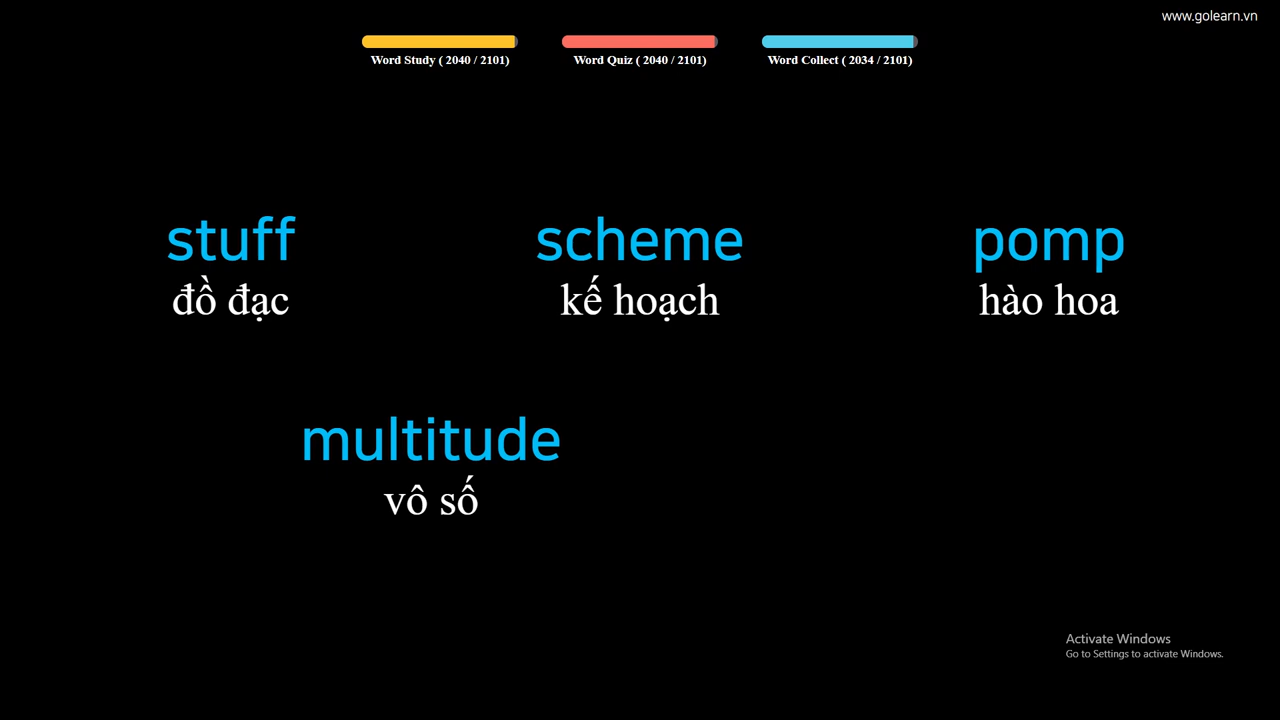 www.golearn.vn
Word Study ( 2040 / 2101) Word Quiz ( 2040 / 2101) Word Collect ( 2034 / 2101)
stuff scheme pomp
đồ đạc kế hoạch hào hoa
multitude
vô số
Activate Windows
Go to Settings to activate Windows.